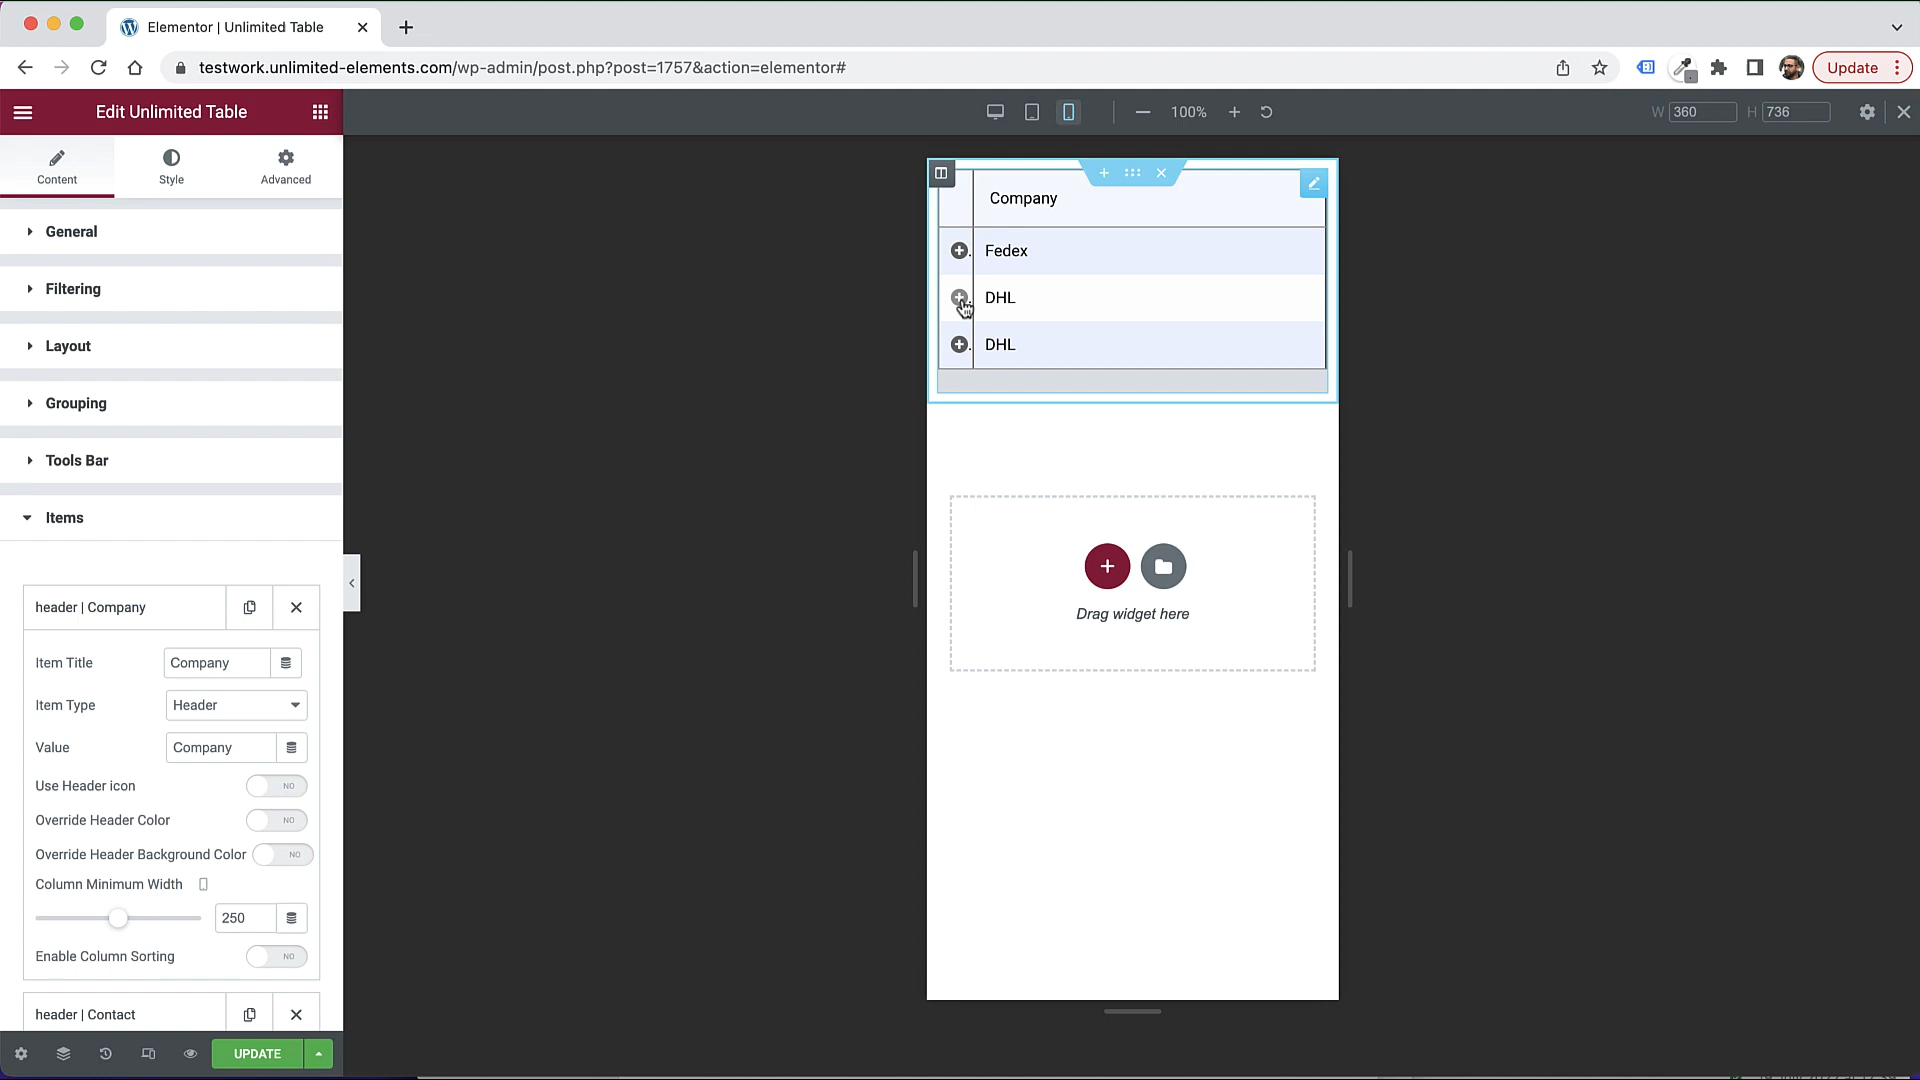 Elementor | Unlimited Table
testwork.unlimited-elements.com/wp-admin/post.php?post=1757&action=elementor#
Update
Edit Unlimited Table
100%
W 360
H 736
Content
Style
Advanced
General
Filtering
Layout
Grouping
Tools Bar
Items
header | Company
Item Title
Company
Item Type
Header
Value
Company
Use Header icon
NO
Override Header Color
NO
Override Header Background Color
NO
Column Minimum Width
250
Enable Column Sorting
NO
header | Contact
UPDATE
Company
Fedex
DHL
DHL
Drag widget here